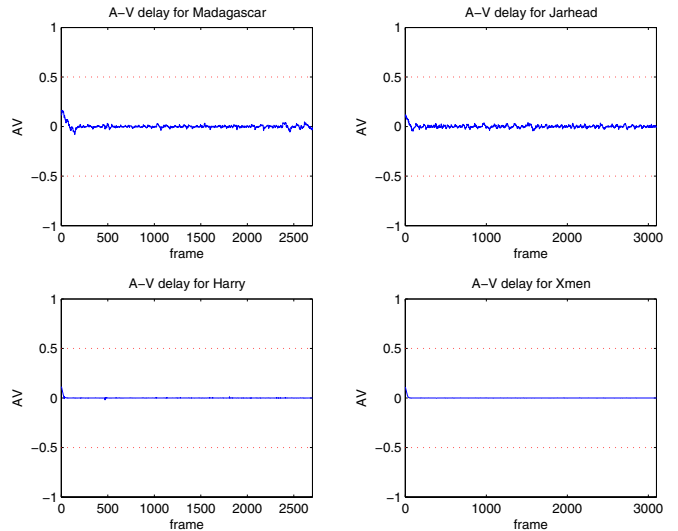 A−V delay for Madagascar
1
0.5
0
−0.5
−1
AV
0 500 1000 1500 2000 2500
frame
A−V delay for Jarhead
1
0.5
0
−0.5
−1
AV
0 1000 2000 3000
frame
A−V delay for Harry
1
0.5
0
−0.5
−1
AV
0 500 1000 1500 2000 2500
frame
A−V delay for Xmen
1
0.5
0
−0.5
−1
AV
0 1000 2000 3000
frame